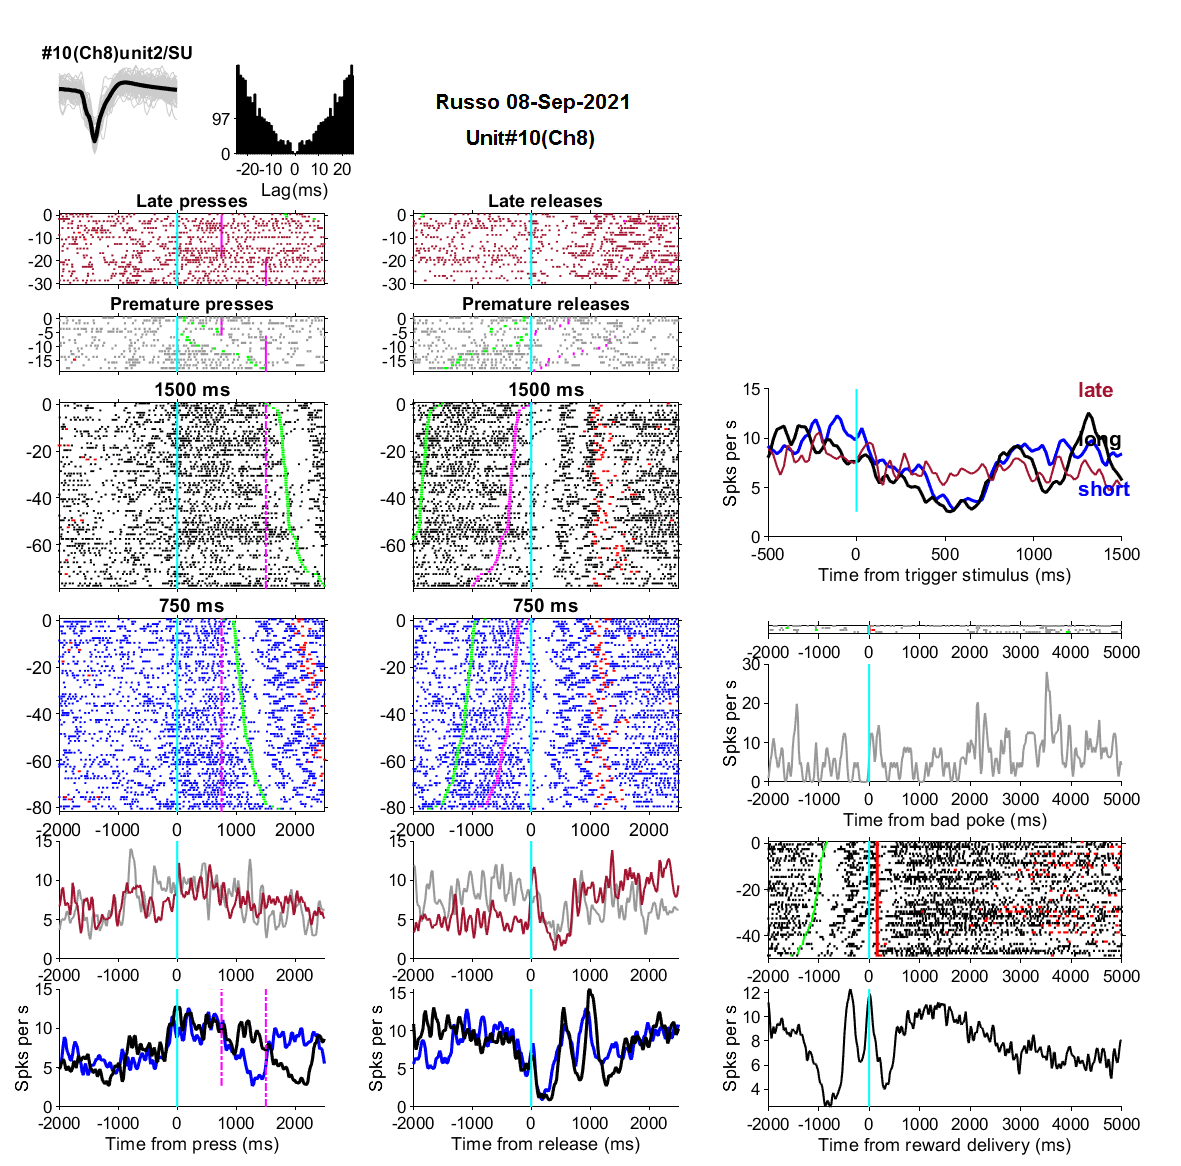 #10(Ch8)unit2/SU
97
0
-20 -10 0 10 20
Lag(ms)
Russo 08-Sep-2021
Unit#10(Ch8)
Late presses
0
-10
-20
-30
Late releases
0
-10
-20
-30
Premature presses
0
-5
-10
-15
Premature releases
0
-5
-10
-15
1500 ms
0
-20
-40
-60
1500 ms
0
-20
-40
-60
750 ms
0
-20
-40
-60
-80
-2000 -1000 0 1000 2000
750 ms
0
-20
-40
-60
-80
-2000 -1000 0 1000 2000
15
10
5
0
-2000 -1000 0 1000 2000
15
10
5
0
-2000 -1000 0 1000 2000
Spks per s
15
10
5
0
-2000 -1000 0 1000 2000
Time from press (ms)
Spks per s
15
10
5
0
-2000 -1000 0 1000 2000
Time from release (ms)
Spks per s
15
10
5
0
late
long
short
-500 0 500 1000 1500
Time from trigger stimulus (ms)
-2000 -1000 0 1000 2000 3000 4000 5000
Spks per s
30
20
10
0
-2000 -1000 0 1000 2000 3000 4000 5000
Time from bad poke (ms)
0
-20
-40
-2000 -1000 0 1000 2000 3000 4000 5000
Spks per s
12
10
8
6
4
-2000 -1000 0 1000 2000 3000 4000 5000
Time from reward delivery (ms)